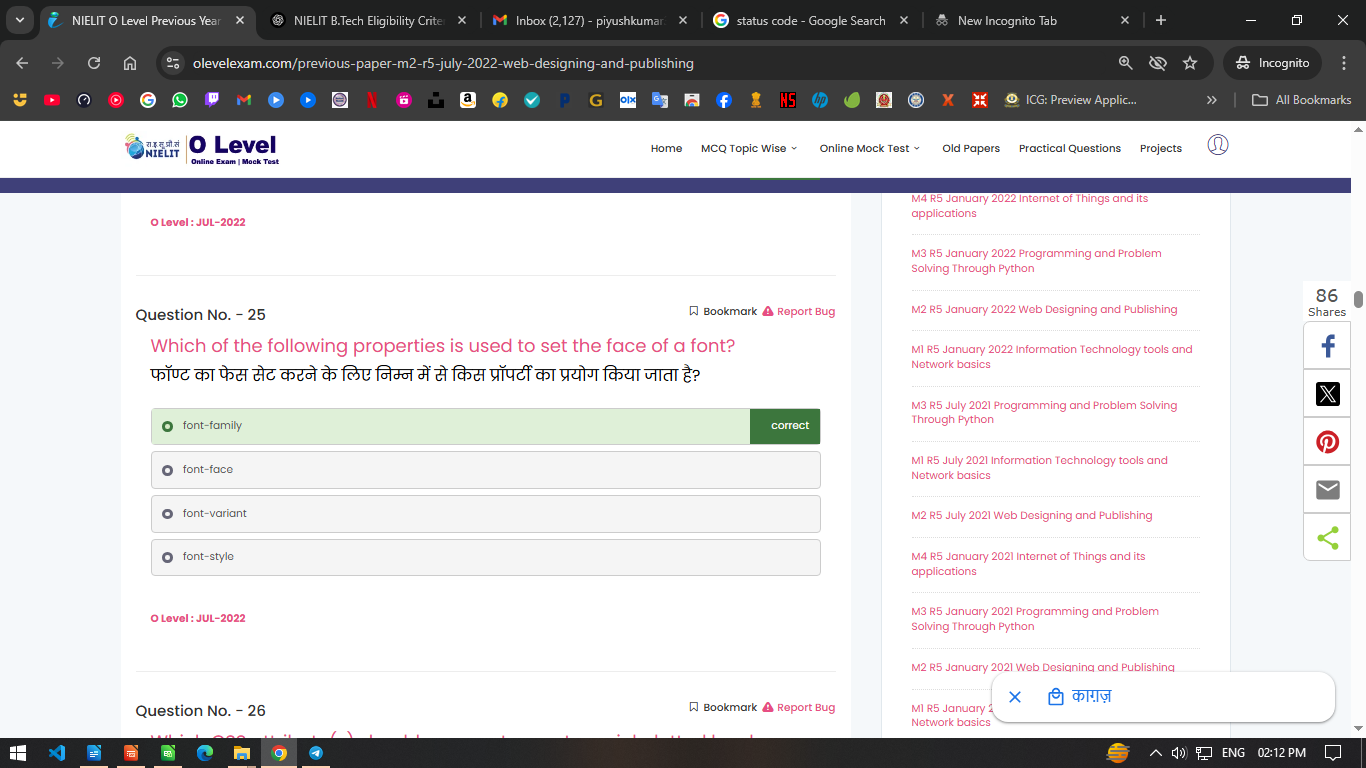 NIELIT O Level Previous Year
NIELIT B.Tech Eligibility Criter
Inbox (2,127) - piyushkumar
status code - Google Search
New Incognito Tab
olevelexam.com/previous-paper-m2-r5-july-2022-web-designing-and-publishing
Incognito
ICG: Preview Applic...
All Bookmarks
रा.इ.सू.प्रौ.सं
NIELIT
O Level
Online Exam | Mock Test
Home
MCQ Topic Wise
Online Mock Test
Old Papers
Practical Questions
Projects
O Level : JUL-2022
Question No. - 25
Bookmark
Report Bug
Which of the following properties is used to set the face of a font?
फॉण्ट का फेस सेट करने के लिए निम्न में से किस प्रॉपर्टी का प्रयोग किया जाता है?
font-family
correct
font-face
font-variant
font-style
O Level : JUL-2022
Question No. - 26
Bookmark
Report Bug
M4 R5 January 2022 Internet of Things and its
applications
M3 R5 January 2022 Programming and Problem
Solving Through Python
M2 R5 January 2022 Web Designing and Publishing
M1 R5 January 2022 Information Technology tools and
Network basics
M3 R5 July 2021 Programming and Problem Solving
Through Python
M1 R5 July 2021 Information Technology tools and
Network basics
M2 R5 July 2021 Web Designing and Publishing
M4 R5 January 2021 Internet of Things and its
applications
M3 R5 January 2021 Programming and Problem
Solving Through Python
M2 R5 January 2021 Web Designing and Publishing
M1 R5 January 2
Network basics
86
Shares
काग़ज़
ENG
02:12 PM